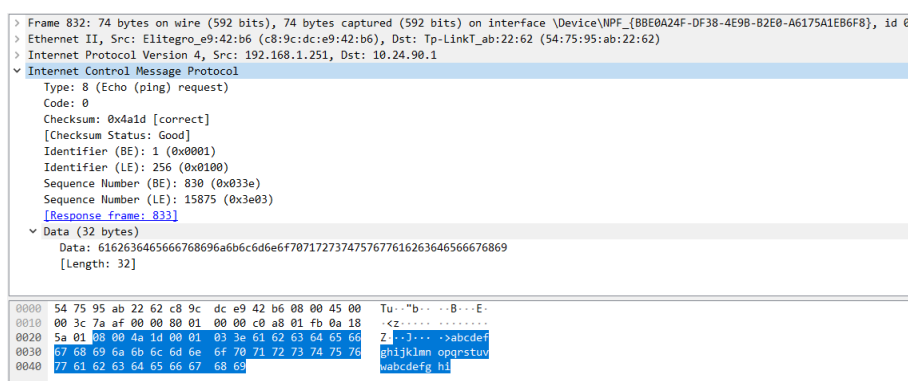 > Frame 832: 74 bytes on wire (592 bits), 74 bytes captured (592 bits) on interface \Device\NPF_{BBE0A24F-DF38-4E9B-B2E0-A6175A1EB6F8}, id 0
> Ethernet II, Src: Elitegro_e9:42:b6 (c8:9c:dc:e9:42:b6), Dst: Tp-LinkT_ab:22:62 (54:75:95:ab:22:62)
> Internet Protocol Version 4, Src: 192.168.1.251, Dst: 10.24.90.1
Internet Control Message Protocol
Type: 8 (Echo (ping) request)
Code: 0
Checksum: 0x4a1d [correct]
[Checksum Status: Good]
Identifier (BE): 1 (0x0001)
Identifier (LE): 256 (0x0100)
Sequence Number (BE): 830 (0x033e)
Sequence Number (LE): 15875 (0x3e03)
[Response frame: 833]
Data (32 bytes)
Data: 6162636465666768696a6b6c6d6e6f7071727374757677616263646566676869
[Length: 32]
0000 54 75 95 ab 22 62 c8 9c dc e9 42 b6 08 00 45 00 Tu··"b·· ··B···E·
0010 00 3c 7a af 00 00 80 01 00 00 c0 a8 01 fb 0a 18 ·<z····· ········
0020 5a 01 08 00 4a 1d 00 01 03 3e 61 62 63 64 65 66 Z···J··· ·>abcdef
0030 67 68 69 6a 6b 6c 6d 6e 6f 70 71 72 73 74 75 76 ghijklmn opqrstuv
0040 77 61 62 63 64 65 66 67 68 69 wabcdefg hi